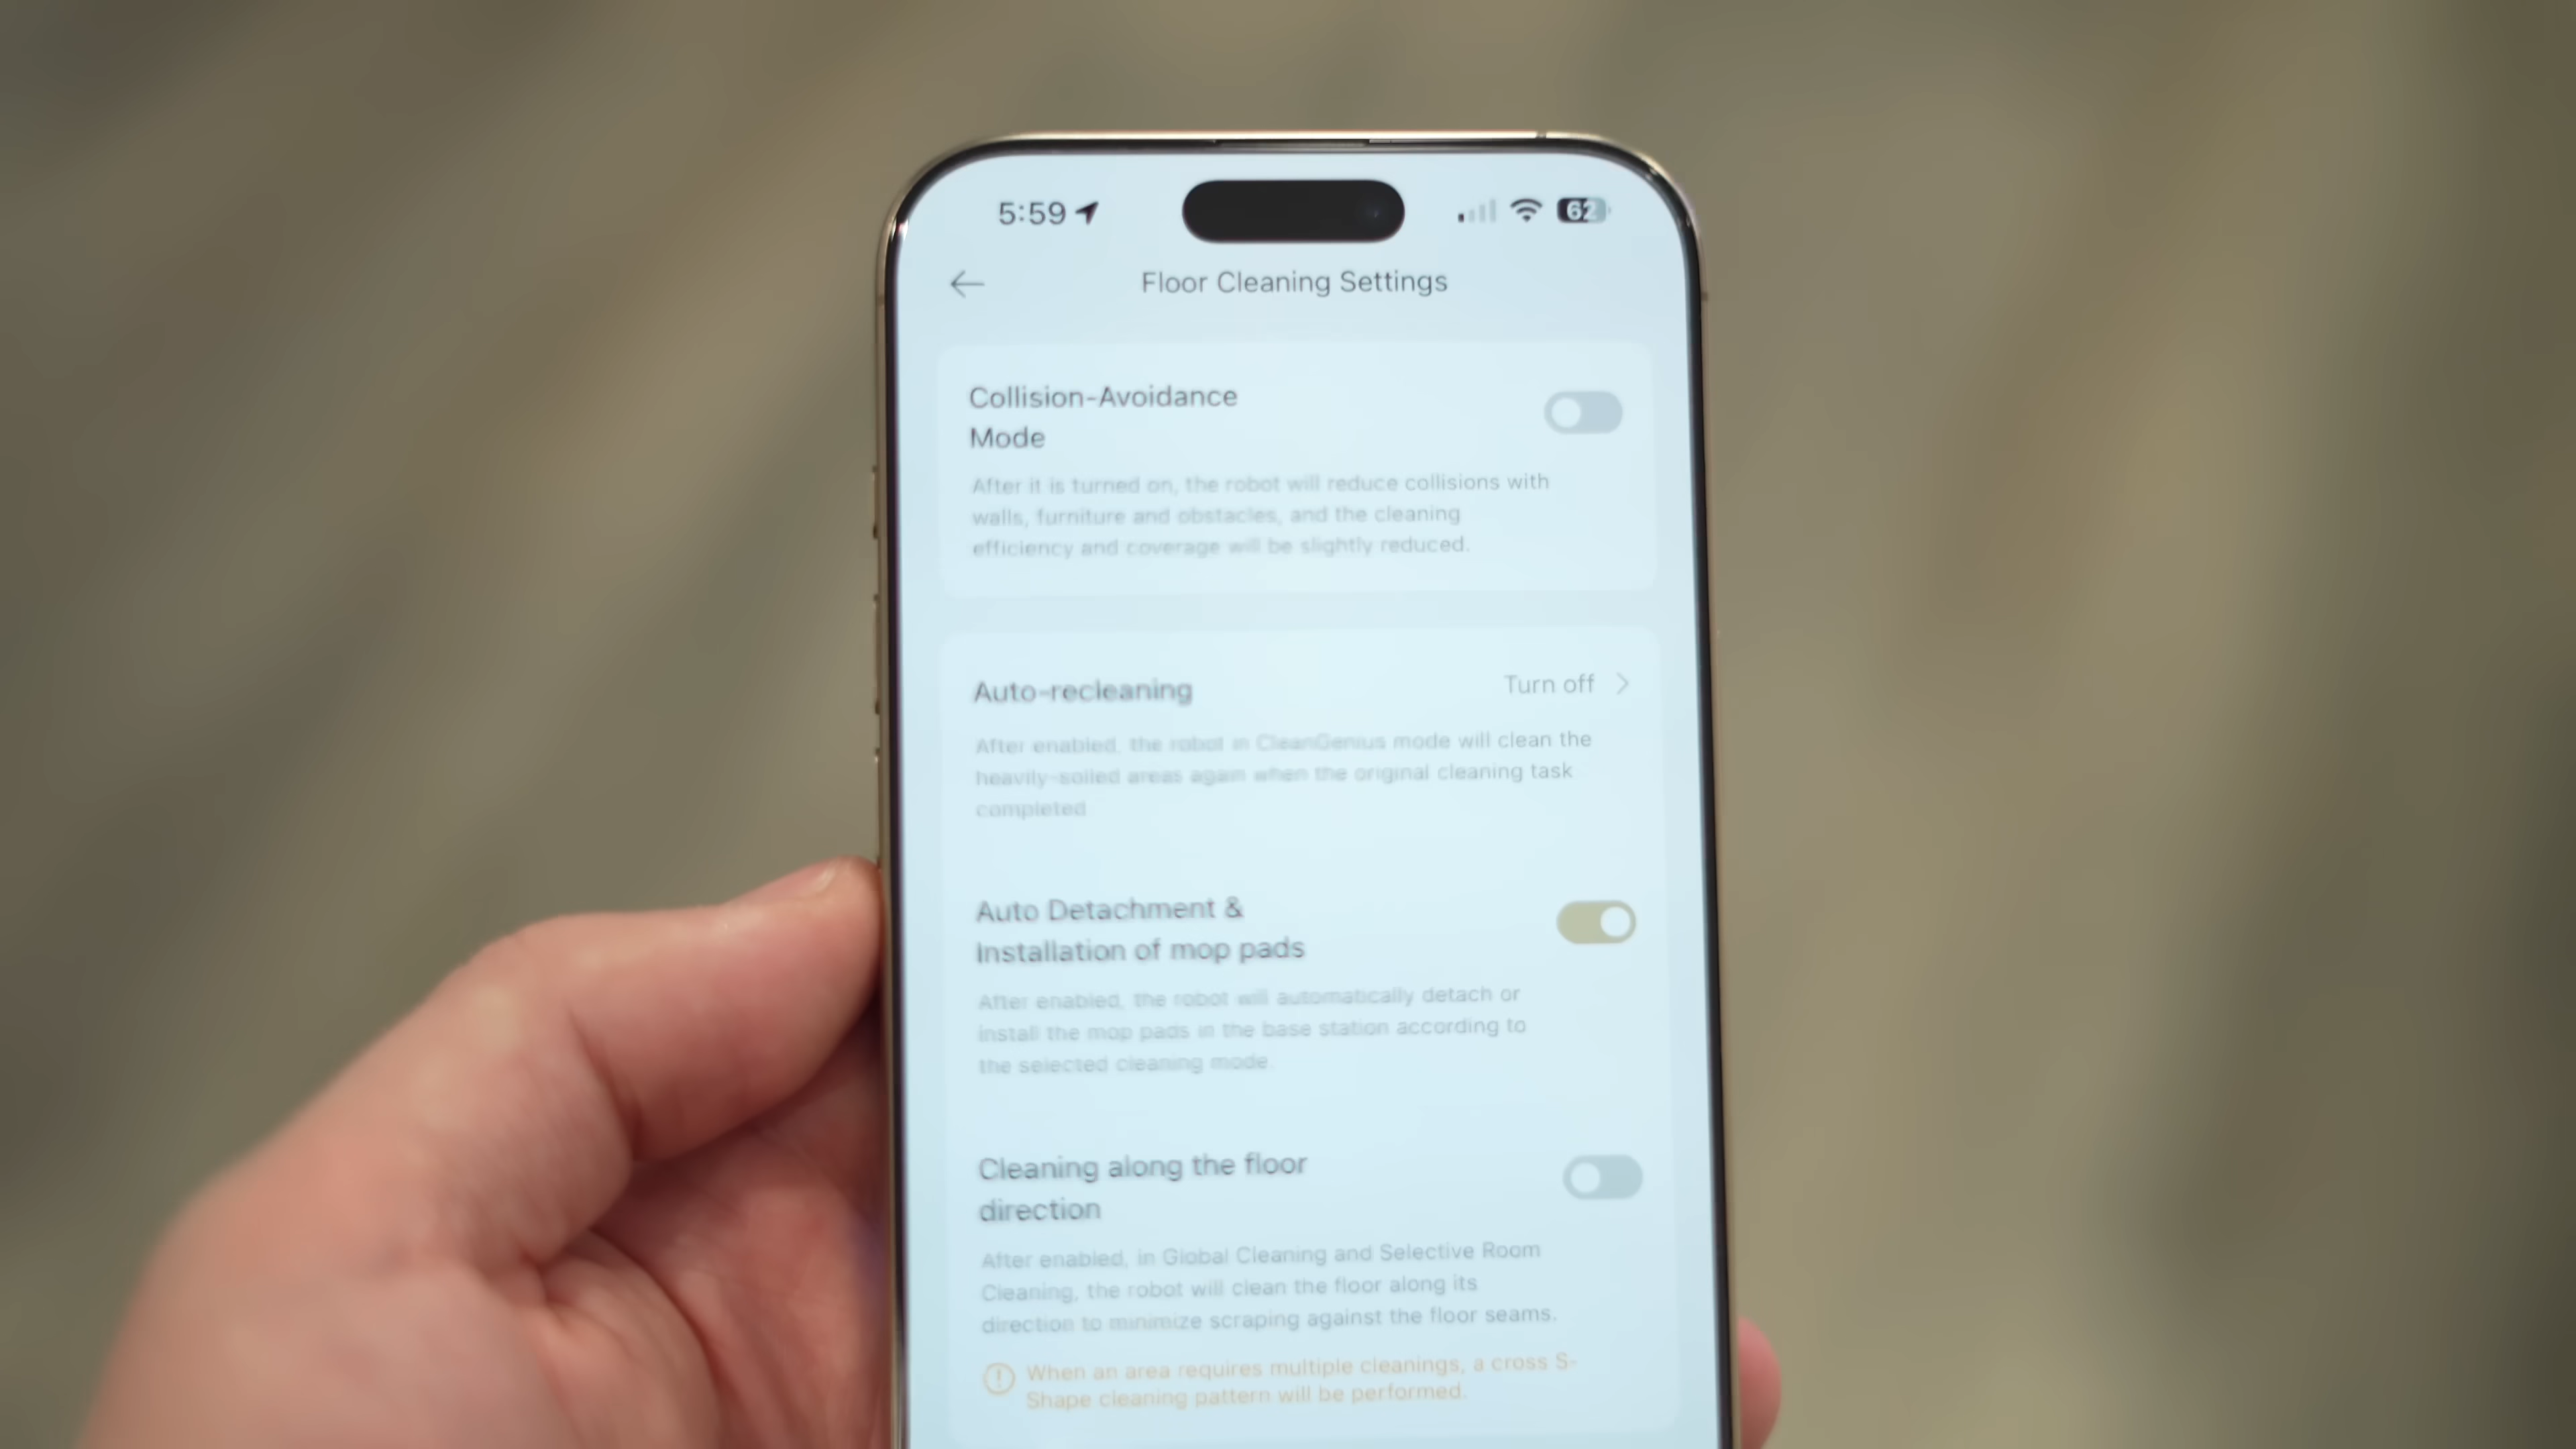 5:59
62
Floor Cleaning Settings
Collision-Avoidance
Mode
After it is turned on, the robot will reduce collisions with
walls, furniture and obstacles, and the cleaning
efficiency and coverage will be slightly reduced.
Auto-recleaning
Turn off
After enabled, the robot in CleanGenius mode will clean the
heavily-soiled areas again when the original cleaning task
completed
Auto Detachment &
Installation of mop pads
After enabled, the robot will automatically detach or
install the mop pads in the base station according to
the selected cleaning mode.
Cleaning along the floor
direction
After enabled, in Global Cleaning and Selective Room
Cleaning, the robot will clean the floor along its
direction to minimize scraping against the floor seams.
When an area requires multiple cleanings, a cross S-
Shape cleaning pattern will be performed.